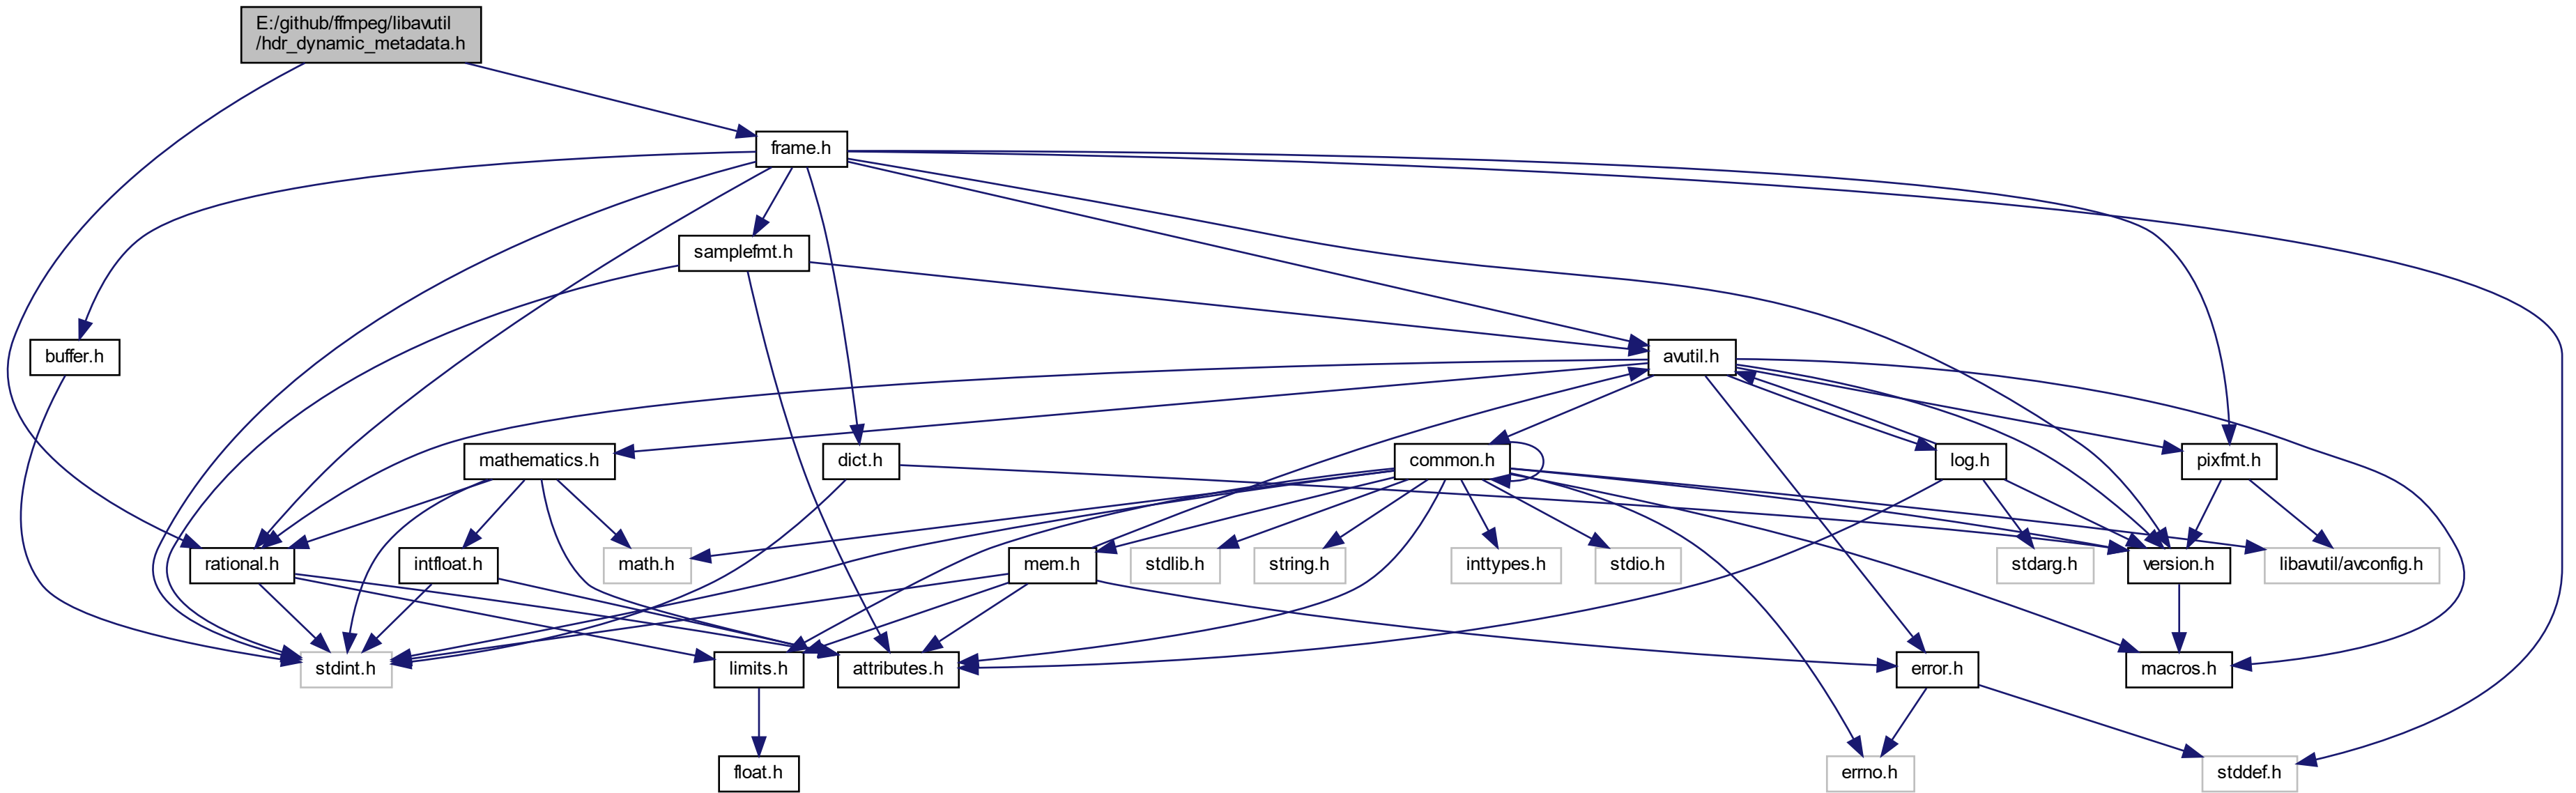 E:/github/ffmpeg/libavutil
/hdr_dynamic_metadata.h
frame.h
samplefmt.h
buffer.h
avutil.h
mathematics.h
dict.h
common.h
log.h
pixfmt.h
rational.h
intfloat.h
math.h
mem.h
stdlib.h
string.h
inttypes.h
stdio.h
stdarg.h
version.h
libavutil/avconfig.h
stdint.h
limits.h
attributes.h
error.h
macros.h
float.h
errno.h
stddef.h